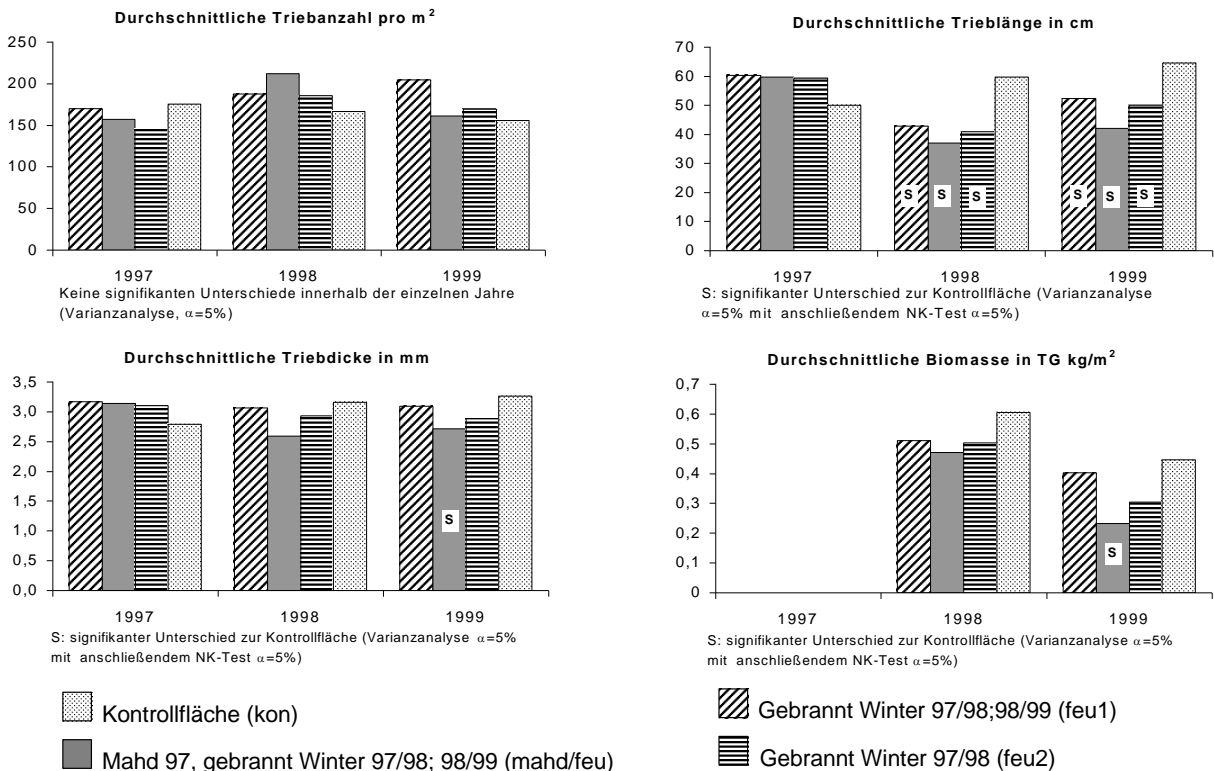 Durchschnittliche Triebanzahl pro m²
250
200
150
100
50
0
1997 1998 1999
Keine signifikanten Unterschiede innerhalb der einzelnen Jahre
(Varianzanalyse, α=5%)
Durchschnittliche Trieblänge in cm
70
60
50
40
30
20
10
0
S S S S S S
1997 1998 1999
S: signifikanter Unterschied zur Kontrollfläche (Varianzanalyse
α=5% mit anschließendem NK-Test α=5%)
Durchschnittliche Triebdicke in mm
3,5
3,0
2,5
2,0
1,5
1,0
0,5
0,0
S
1997 1998 1999
S: signifikanter Unterschied zur Kontrollfläche (Varianzanalyse α=5%
mit anschließendem NK-Test α=5%)
Durchschnittliche Biomasse in TG kg/m²
0,7
0,6
0,5
0,4
0,3
0,2
0,1
0
S
1997 1998 1999
S: signifikanter Unterschied zur Kontrollfläche (Varianzanalyse α=5%
mit anschließendem NK-Test α=5%)
Kontrollfläche (kon)
Mahd 97, gebrannt Winter 97/98; 98/99 (mahd/feu)
Gebrannt Winter 97/98;98/99 (feu1)
Gebrannt Winter 97/98 (feu2)